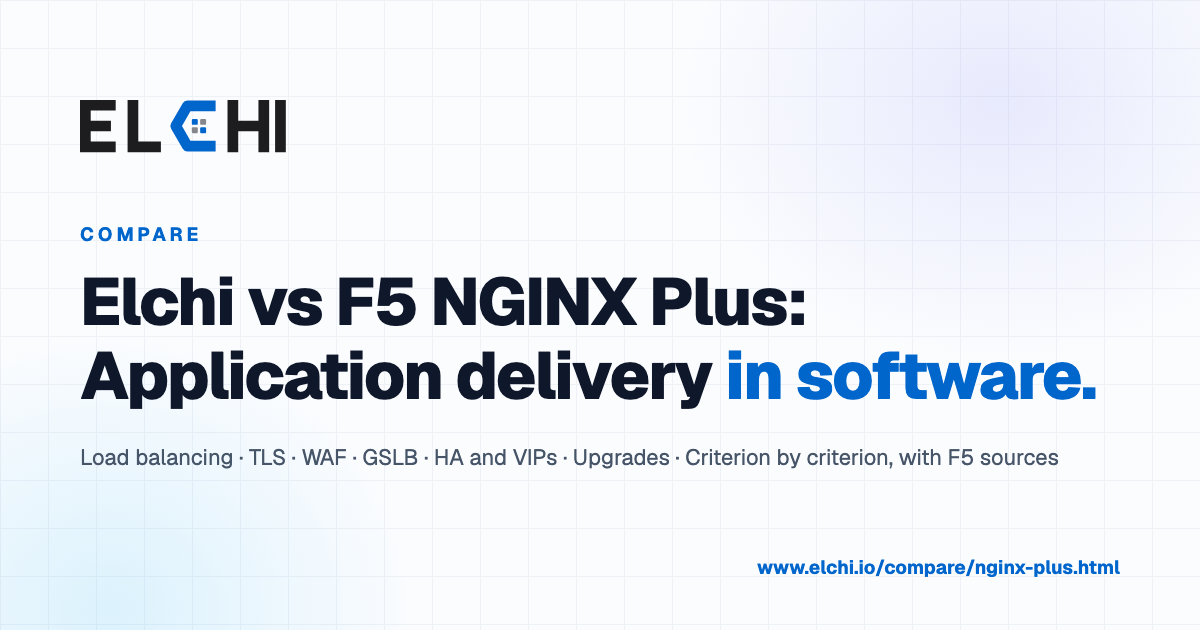 ELCHI
COMPARE
Elchi vs F5 NGINX Plus:
Application delivery in software.
Load balancing · TLS · WAF · GSLB · HA and VIPs · Upgrades · Criterion by criterion, with F5 sources
www.elchi.io/compare/nginx-plus.html